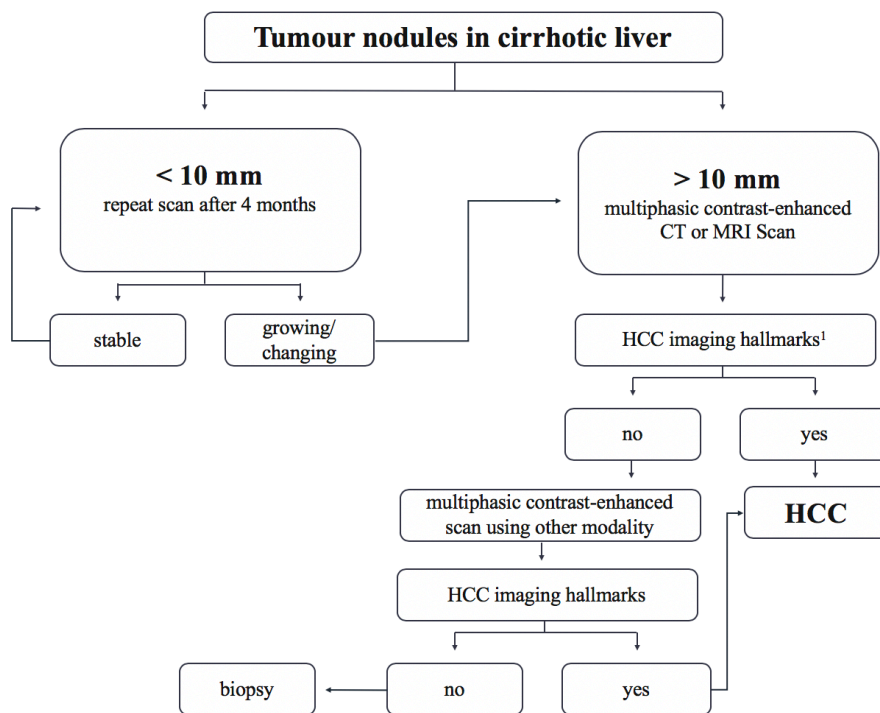 Tumour nodules in cirrhotic liver
< 10 mm
repeat scan after 4 months
> 10 mm
multiphasic contrast-enhanced
CT or MRI Scan
stable
growing/
changing
HCC imaging hallmarks¹
no
yes
multiphasic contrast-enhanced
scan using other modality
HCC
HCC imaging hallmarks
biopsy
no
yes